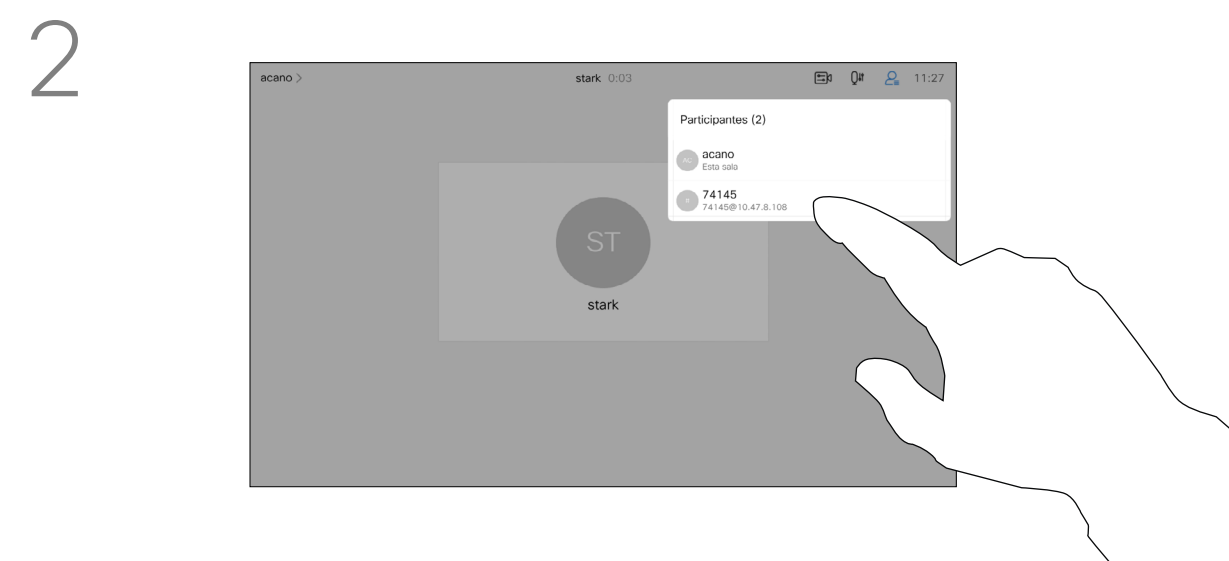 2
acano >
stark 0:03
11:27
Participantes (2)
AC
acano
Esta sala
74145
74145@10.47.8.108
ST
stark